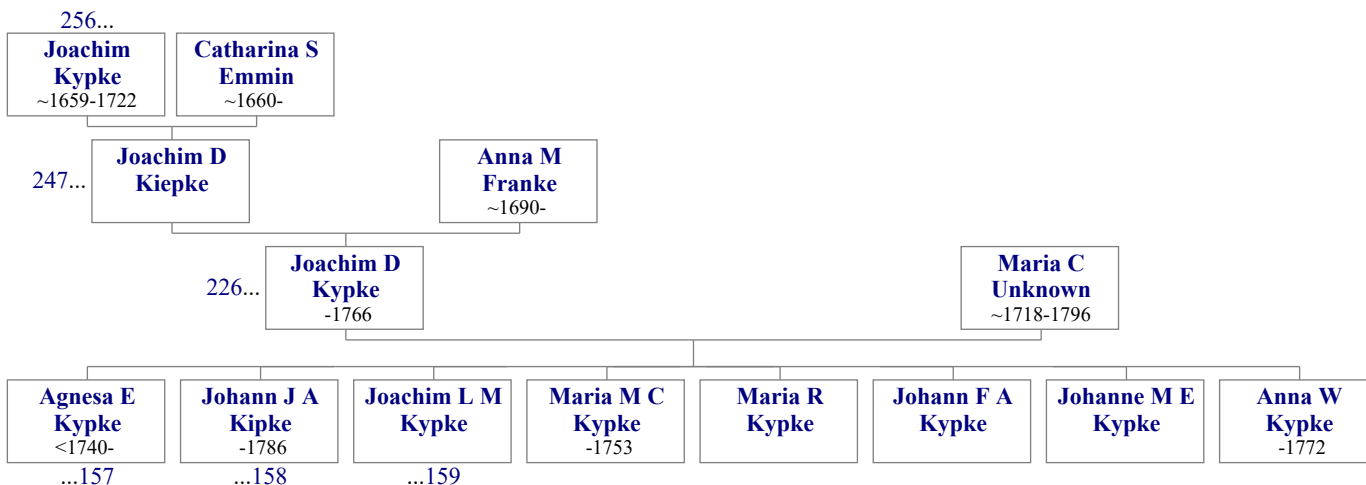 256...
Joachim
Kypke
~1659-1722
Catharina S
Emmin
~1660-
247...
Joachim D
Kiepke
Anna M
Franke
~1690-
226...
Joachim D
Kypke
-1766
Maria C
Unknown
~1718-1796
Agnesa E
Kypke
<1740-
...157
Johann J A
Kipke
-1786
...158
Joachim L M
Kypke
...159
Maria M C
Kypke
-1753
Maria R
Kypke
Johann F A
Kypke
Johanne M E
Kypke
Anna W
Kypke
-1772